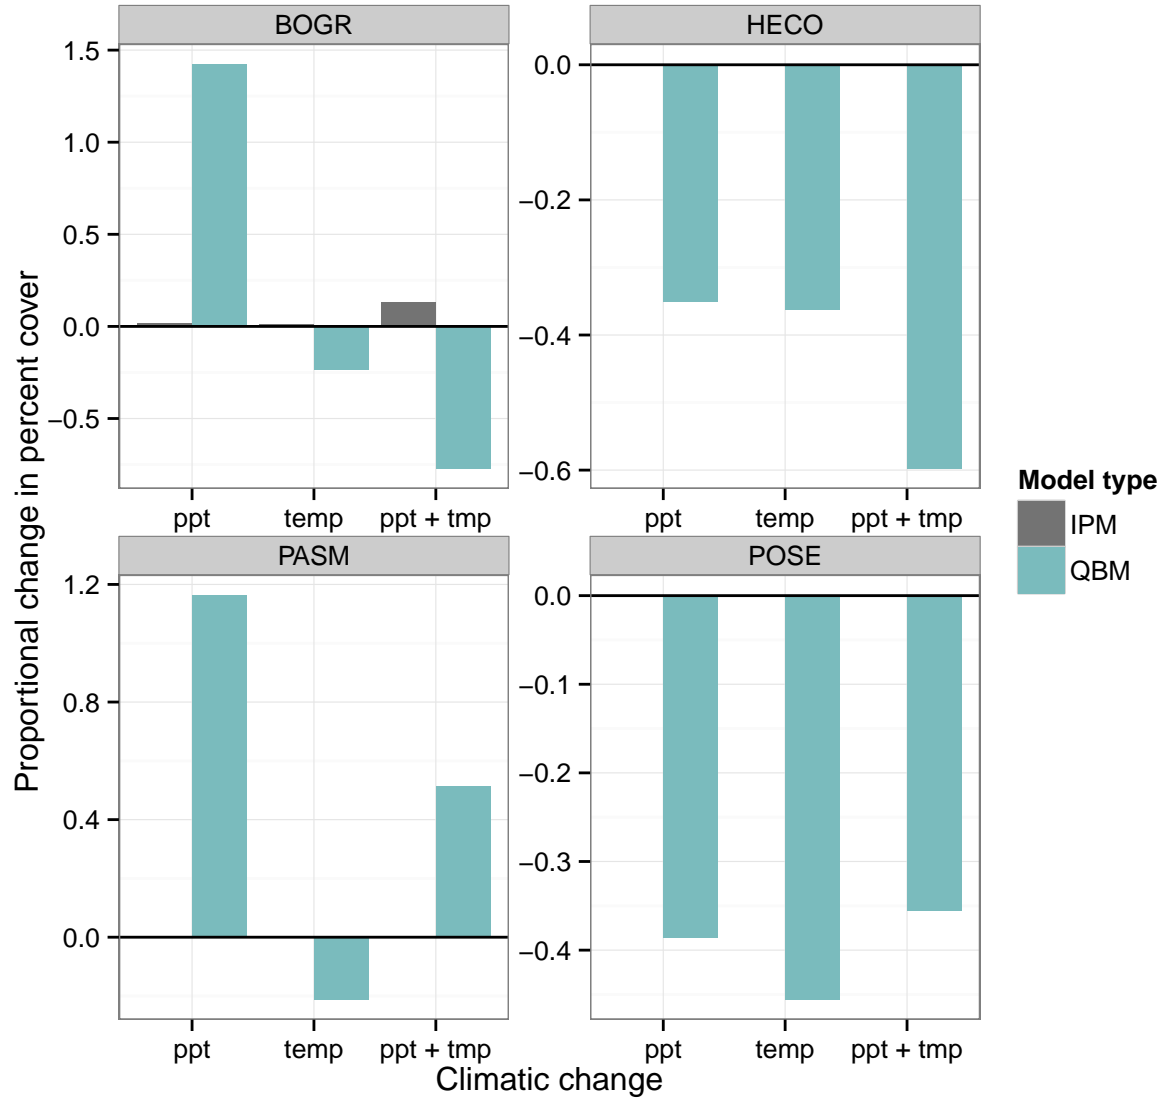 BOGR
HECO
1.5
1.0
0.5
0.0
−0.5
0.0
−0.2
−0.4
−0.6
ppt
temp
ppt + tmp
ppt
temp
ppt + tmp
PASM
POSE
1.2
0.8
0.4
0.0
0.0
−0.1
−0.2
−0.3
−0.4
ppt
temp
ppt + tmp
ppt
temp
ppt + tmp
Proportional change in percent cover
Climatic change
Model type
IPM
QBM